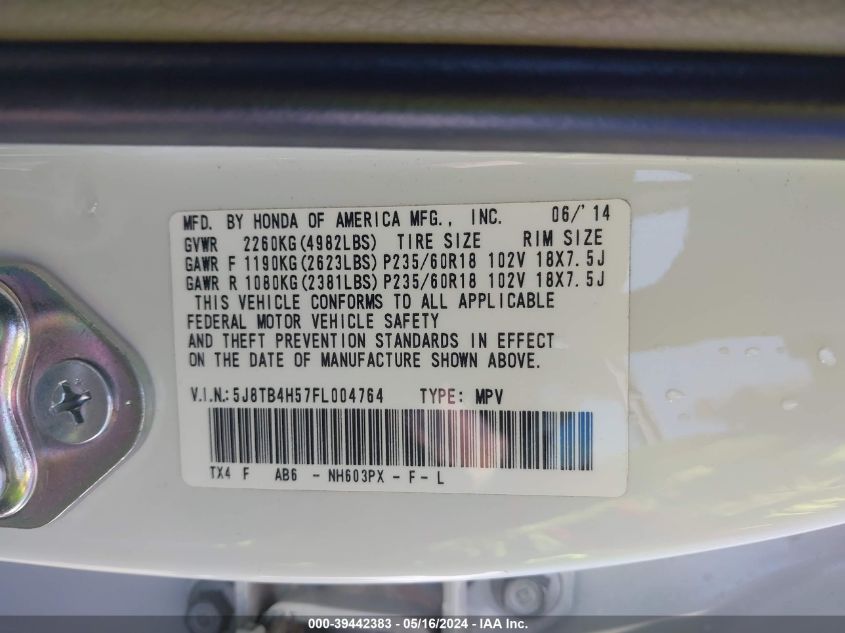 MFD. BY HONDA OF AMERICA MFG., INC. 06/'14
GVWR 2260KG(4982LBS) TIRE SIZE RIM SIZE
GAWR F 1190KG(2623LBS) P235/60R18 102V 18X7.5J
GAWR R 1080KG(2381LBS) P235/60R18 102V 18X7.5J
THIS VEHICLE CONFORMS TO ALL APPLICABLE
FEDERAL MOTOR VEHICLE SAFETY
AND THEFT PREVENTION STANDARDS IN EFFECT
ON THE DATE OF MANUFACTURE SHOWN ABOVE.
V.I.N.: 5J8TB4H57FL004764 TYPE: MPV
TX4 F AB6 - NH603PX - F - L
000-39442383 - 05/16/2024 - IAA Inc.